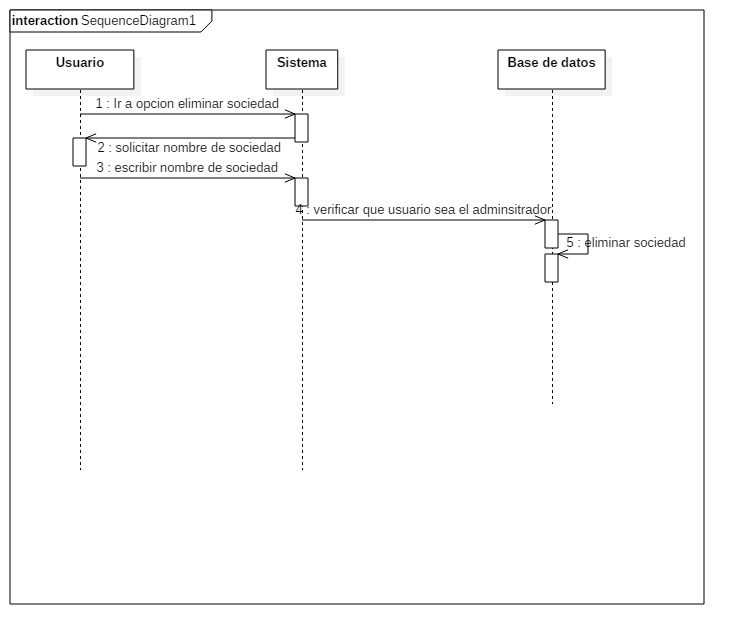 interaction SequenceDiagram1
Usuario
Sistema
Base de datos
1 : Ir a opcion eliminar sociedad
2 : solicitar nombre de sociedad
3 : escribir nombre de sociedad
4 : verificar que usuario sea el adminsitrador
5 : eliminar sociedad